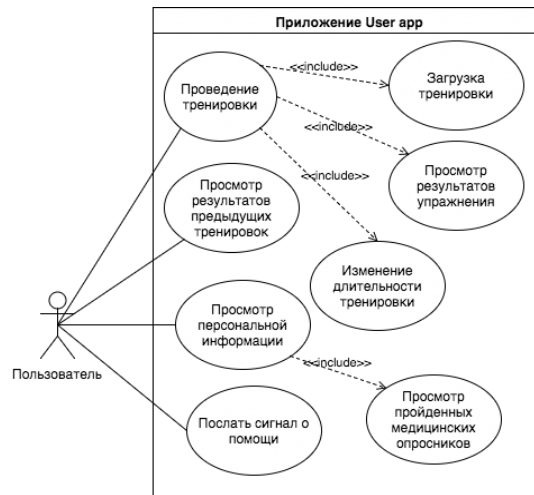 Приложение User app
Проведение
тренировки
<<include>>
Загрузка
тренировки
<<include>>
Просмотр
результатов
упражнения
<<include>>
Просмотр
результатов
предыдущих
тренировок
Изменение
длительности
тренировки
Просмотр
персональной
информации
<<include>>
Пользователь
Просмотр
пройденных
медицинских
опросников
Послать сигнал о
помощи